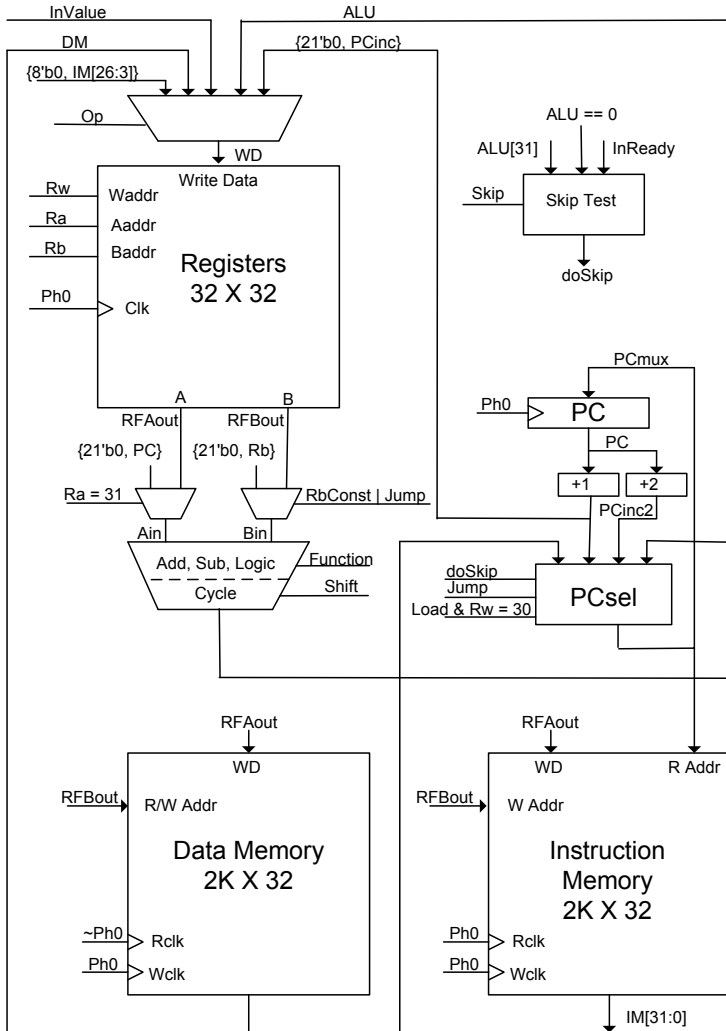 InValue
ALU
DM
{21'b0, PCinc}
{8'b0, IM[26:3]}
Op
WD
Write Data
Rw
Waddr
Ra
Aaddr
Rb
Baddr
Registers
32 X 32
Ph0
Clk
A
B
RFAout
RFBout
{21'b0, PC}
{21'b0, Rb}
Ra = 31
RbConst | Jump
Ain
Bin
Add, Sub, Logic
Function
Cycle
Shift
ALU == 0
ALU[31]
InReady
Skip
Skip Test
doSkip
PCmux
Ph0
PC
PC
+1
+2
PCinc2
doSkip
Jump
Load & Rw = 30
PCsel
RFAout
WD
RFBout
R/W Addr
Data Memory
2K X 32
~Ph0
Rclk
Ph0
Wclk
RFAout
WD
R Addr
RFBout
W Addr
Instruction
Memory
2K X 32
Ph0
Rclk
Ph0
Wclk
IM[31:0]